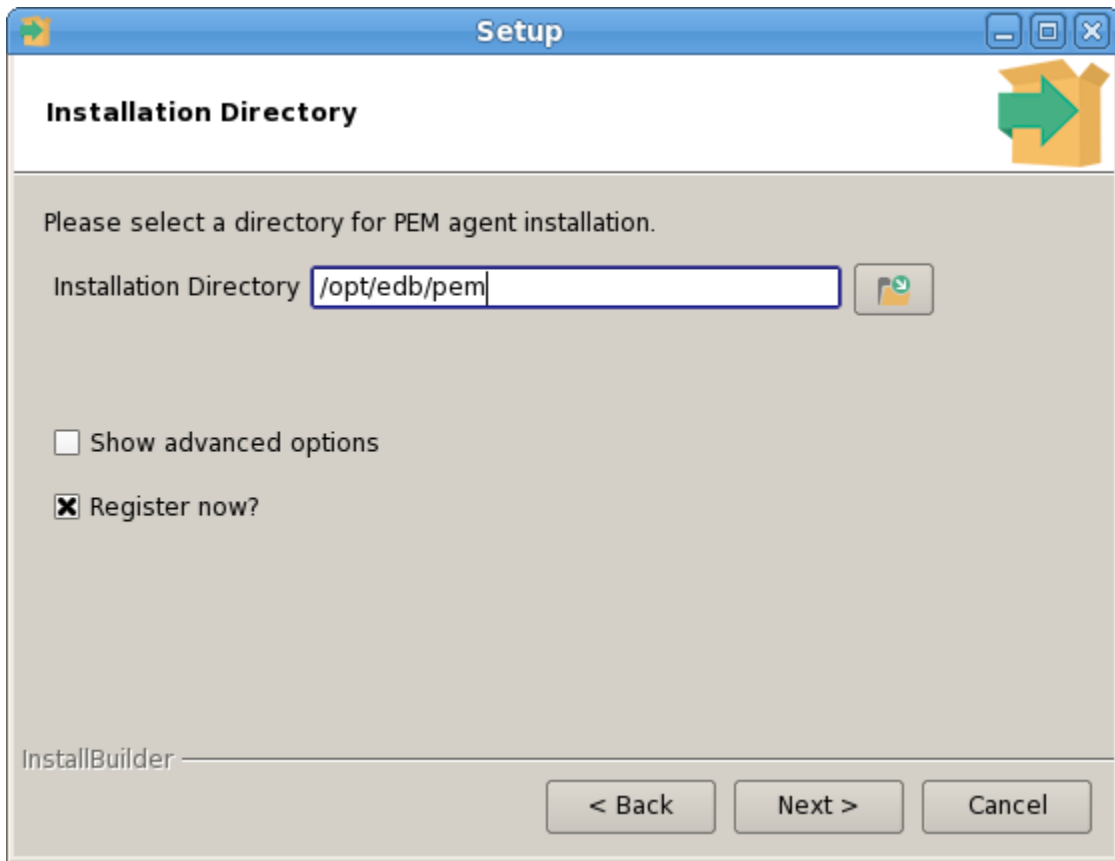 Setup
Installation Directory
Please select a directory for PEM agent installation.
Installation Directory /opt/edb/pem
Show advanced options
Register now?
InstallBuilder
< Back Next > Cancel